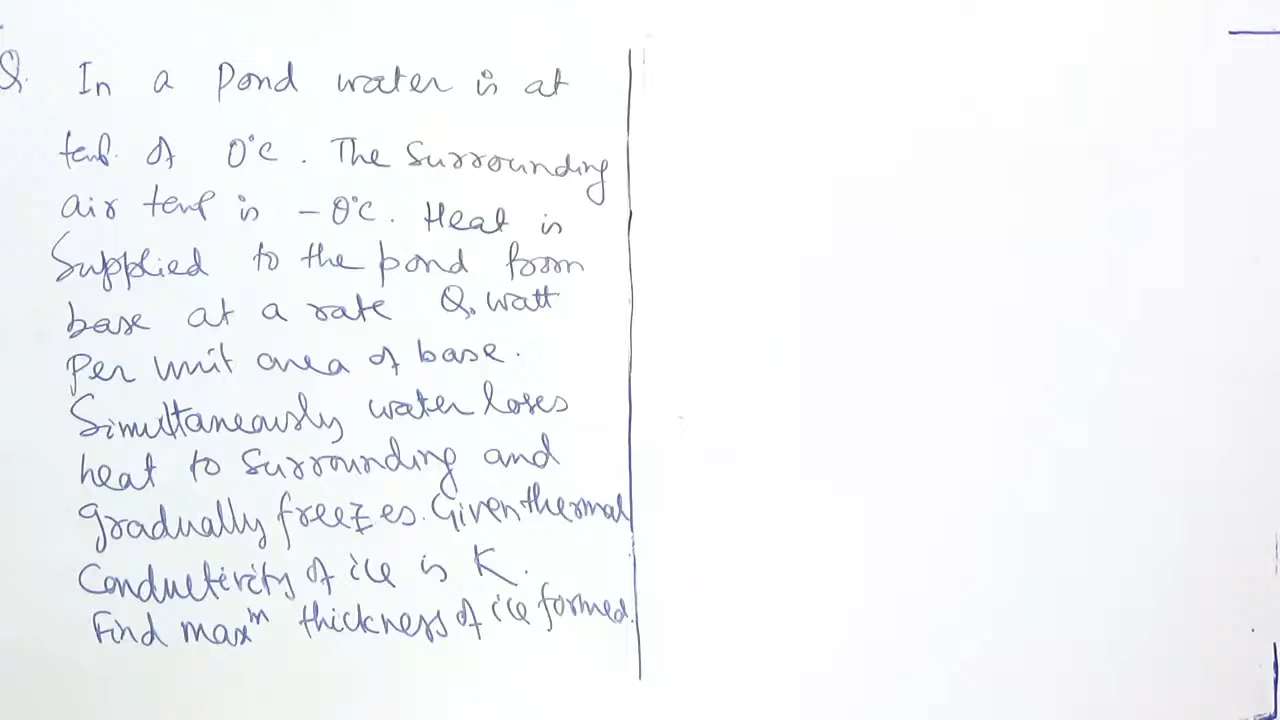 Q. In a Pond water is at
temp. of 0°C. The Surrounding
air temp is -θ°C. Heat is
Supplied to the pond from
base at a rate Q. watt
Per unit area of base.
Simultaneously water loses
heat to surrounding and
gradually freezes. Given thermal
Conductivity of ice is K.
Find maxᵐ thickness of ice formed.